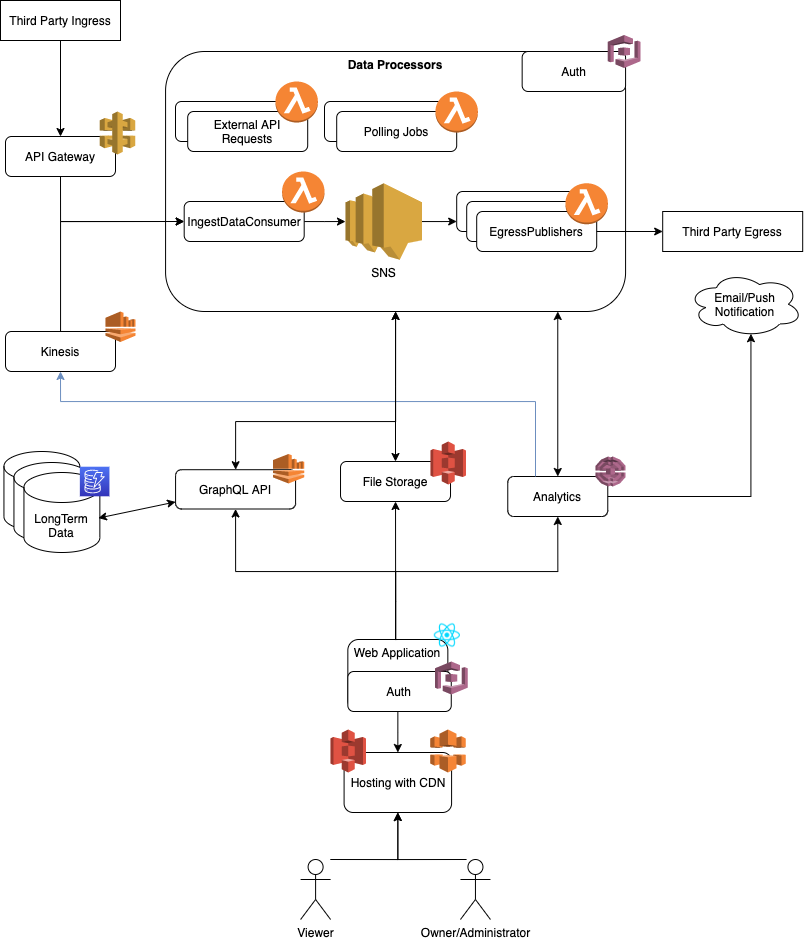 Third Party Ingress
Data Processors
Auth
External API
Requests
Polling Jobs
API Gateway
IngestDataConsumer
SNS
EgressPublishers
Third Party Egress
Email/Push
Notification
Kinesis
GraphQL API
File Storage
Analytics
LongTerm
Data
Web Application
Auth
Hosting with CDN
Viewer
Owner/Administrator